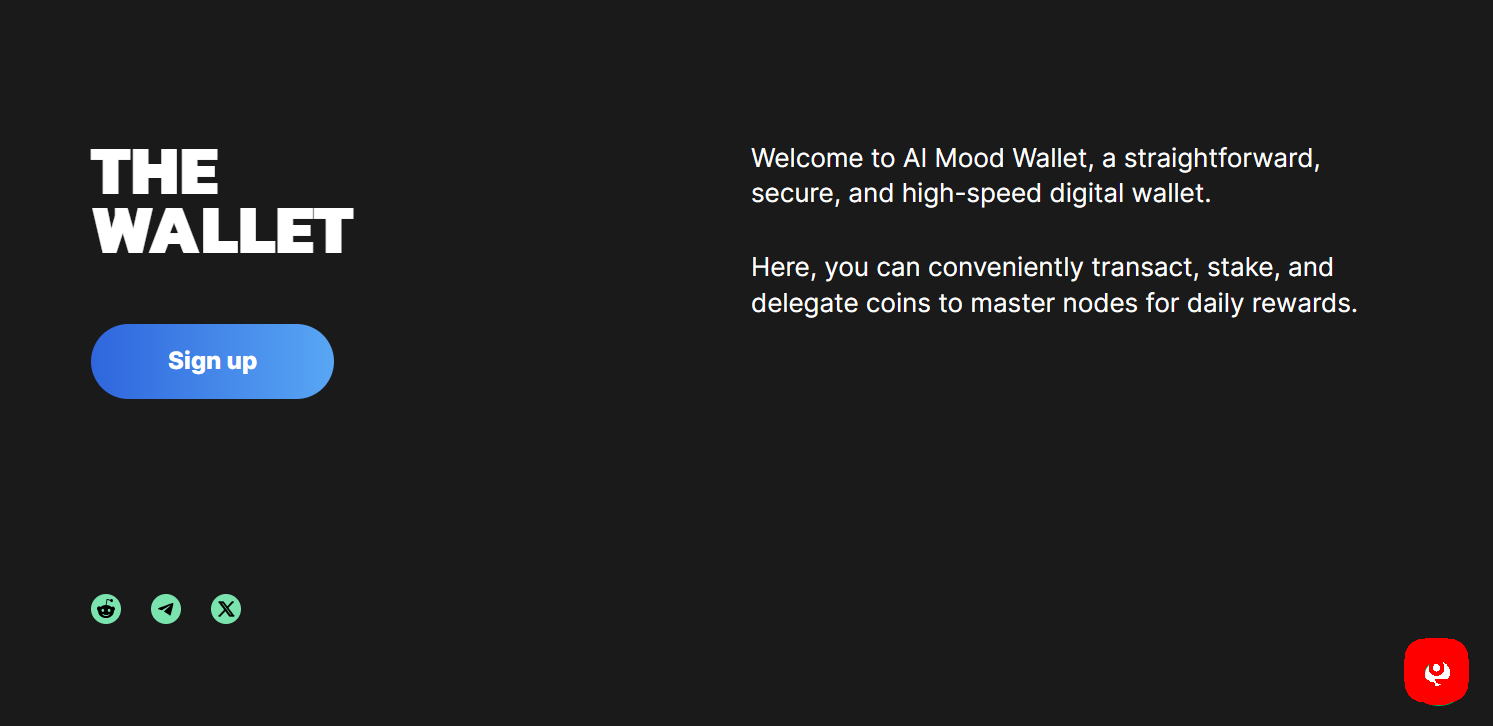 THE
WALLET
Sign up
Welcome to AI Mood Wallet, a straightforward,
secure, and high-speed digital wallet.
Here, you can conveniently transact, stake, and
delegate coins to master nodes for daily rewards.